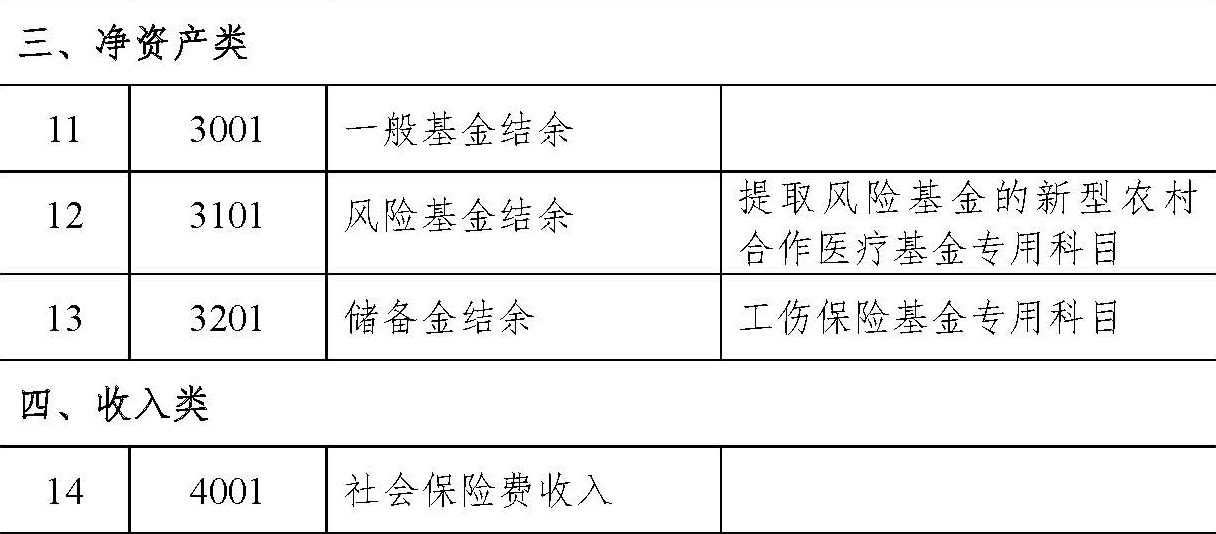 三、净资产类
11 3001 一般基金结余
12 3101 风险基金结余 提取风险基金的新型农村
合作医疗基金专用科目
13 3201 储备金结余 工伤保险基金专用科目
四、收入类
14 4001 社会保险费收入